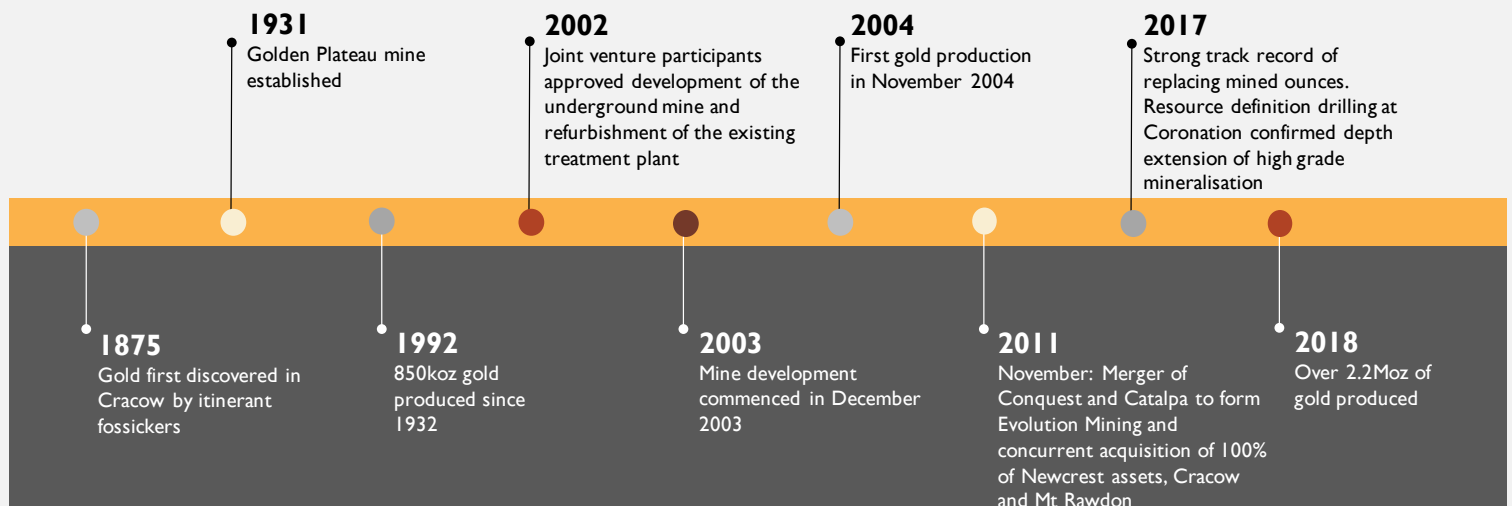 1931
Golden Plateau mine
established
2002
Joint venture participants
approved development of the
underground mine and
refurbishment of the existing
treatment plant
2004
First gold production
in November 2004
2017
Strong track record of
replacing mined ounces.
Resource definition drilling at
Coronation confirmed depth
extension of high grade
mineralisation
1875
Gold first discovered in
Cracow by itinerant
fossickers
1992
850koz gold
produced since
1932
2003
Mine development
commenced in December
2003
2011
November: Merger of
Conquest and Catalpa to form
Evolution Mining and
concurrent acquisition of 100%
of Newcrest assets, Cracow
and Mt Rawdon
2018
Over 2.2Moz of
gold produced